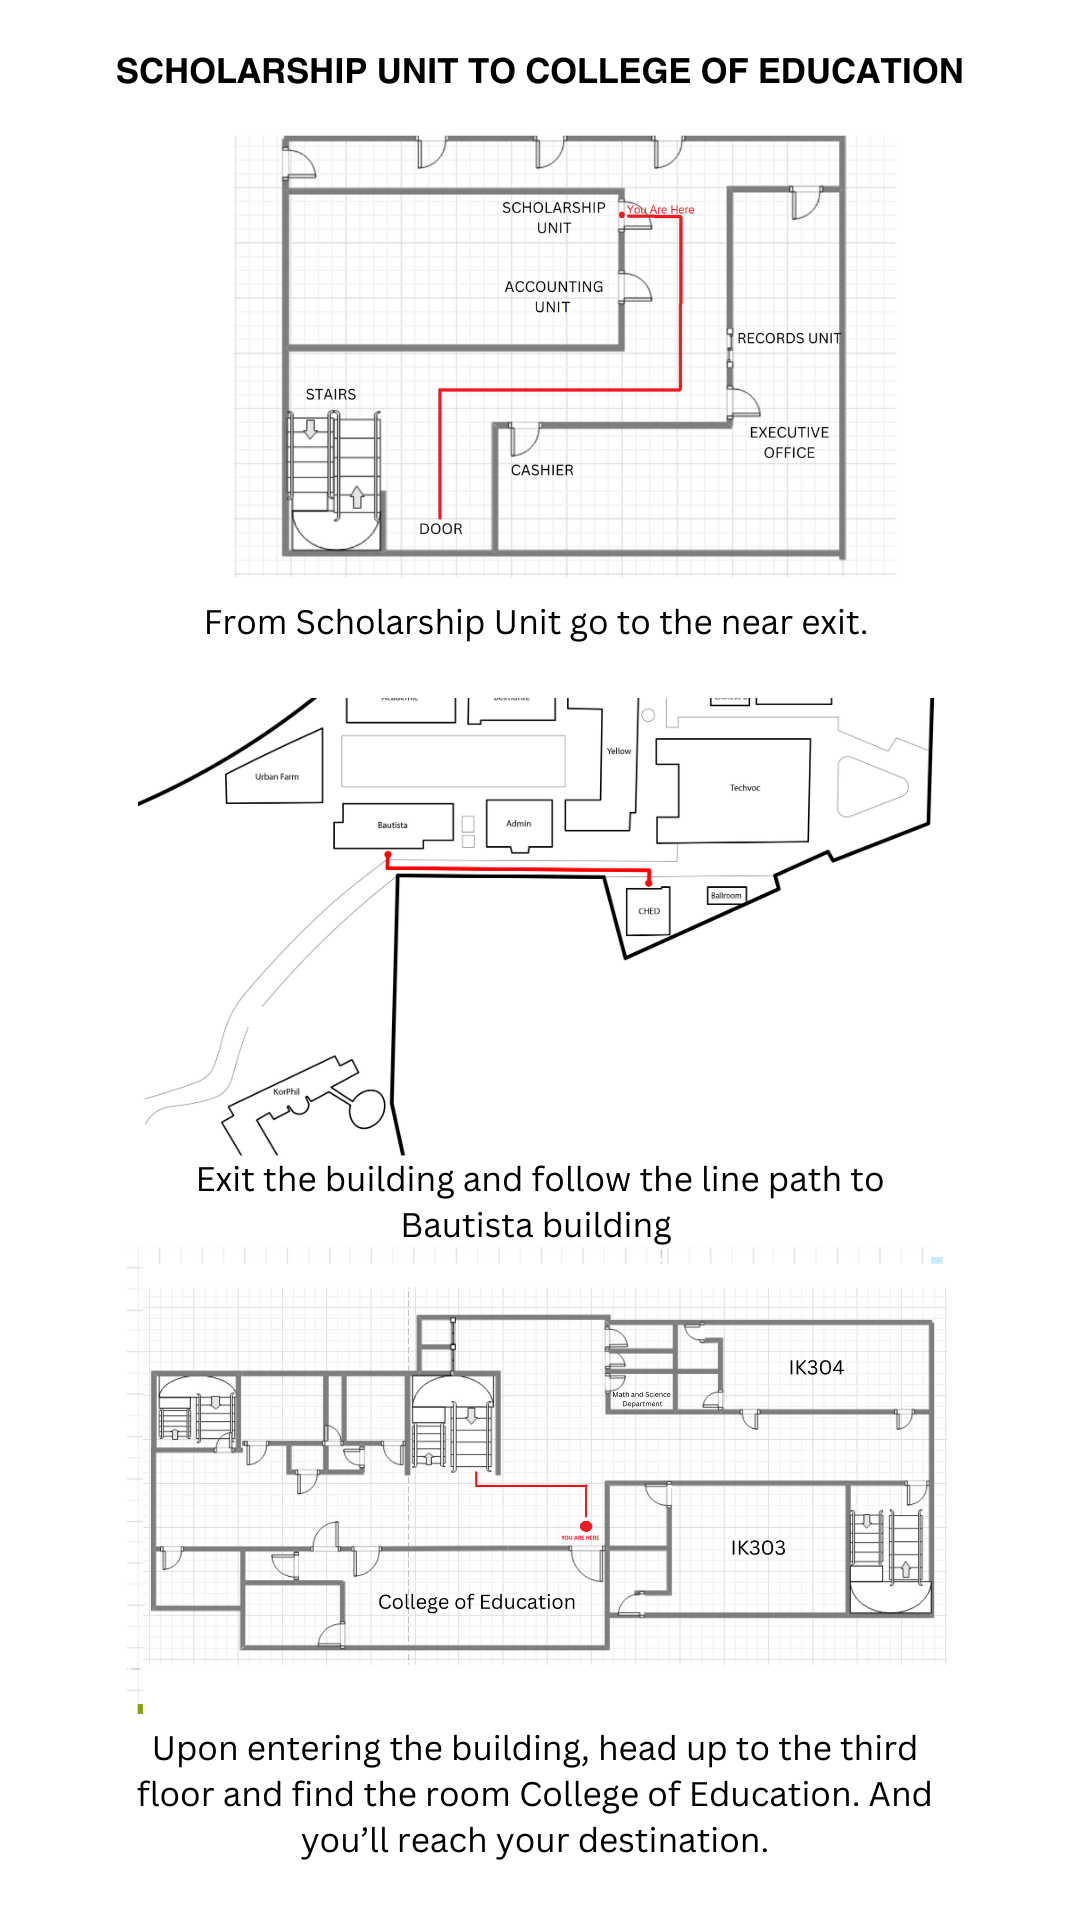 SCHOLARSHIP UNIT TO COLLEGE OF EDUCATION
SCHOLARSHIP
UNIT
You Are Here
ACCOUNTING
UNIT
RECORDS UNIT
STAIRS
EXECUTIVE
OFFICE
CASHIER
DOOR
From Scholarship Unit go to the near exit.
Academic
Belmonte
Yellow
Urban Farm
Techvoc
Bautista
Admin
Ballroom
CHED
KorPhil
Exit the building and follow the line path to
Bautista building
IK304
Math and Science
Department
YOU ARE HERE
IK303
College of Education
Upon entering the building, head up to the third
floor and find the room College of Education. And
you’ll reach your destination.